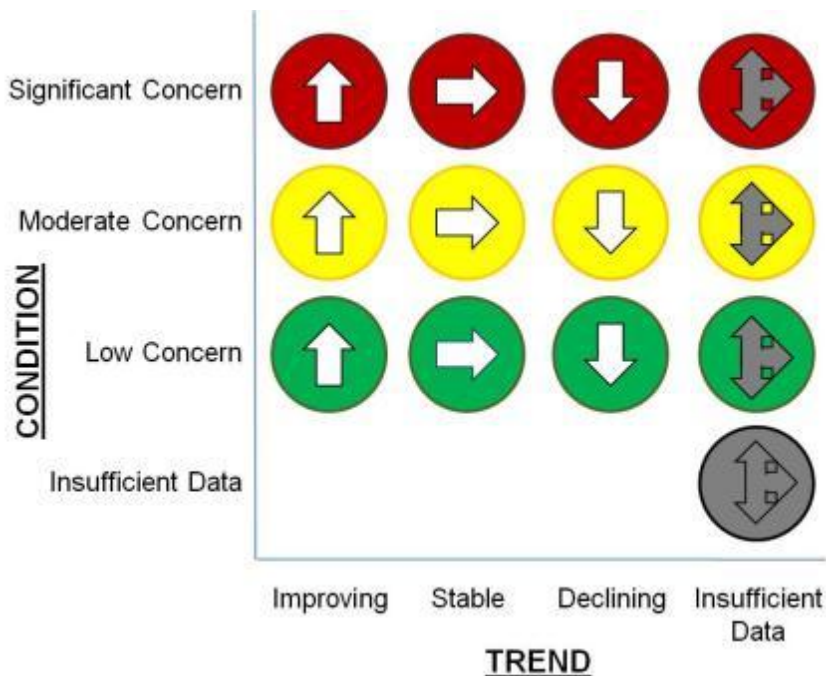 Significant Concern
Moderate Concern
CONDITION
Low Concern
Insufficient Data
Improving
Stable
Declining
Insufficient
Data
TREND